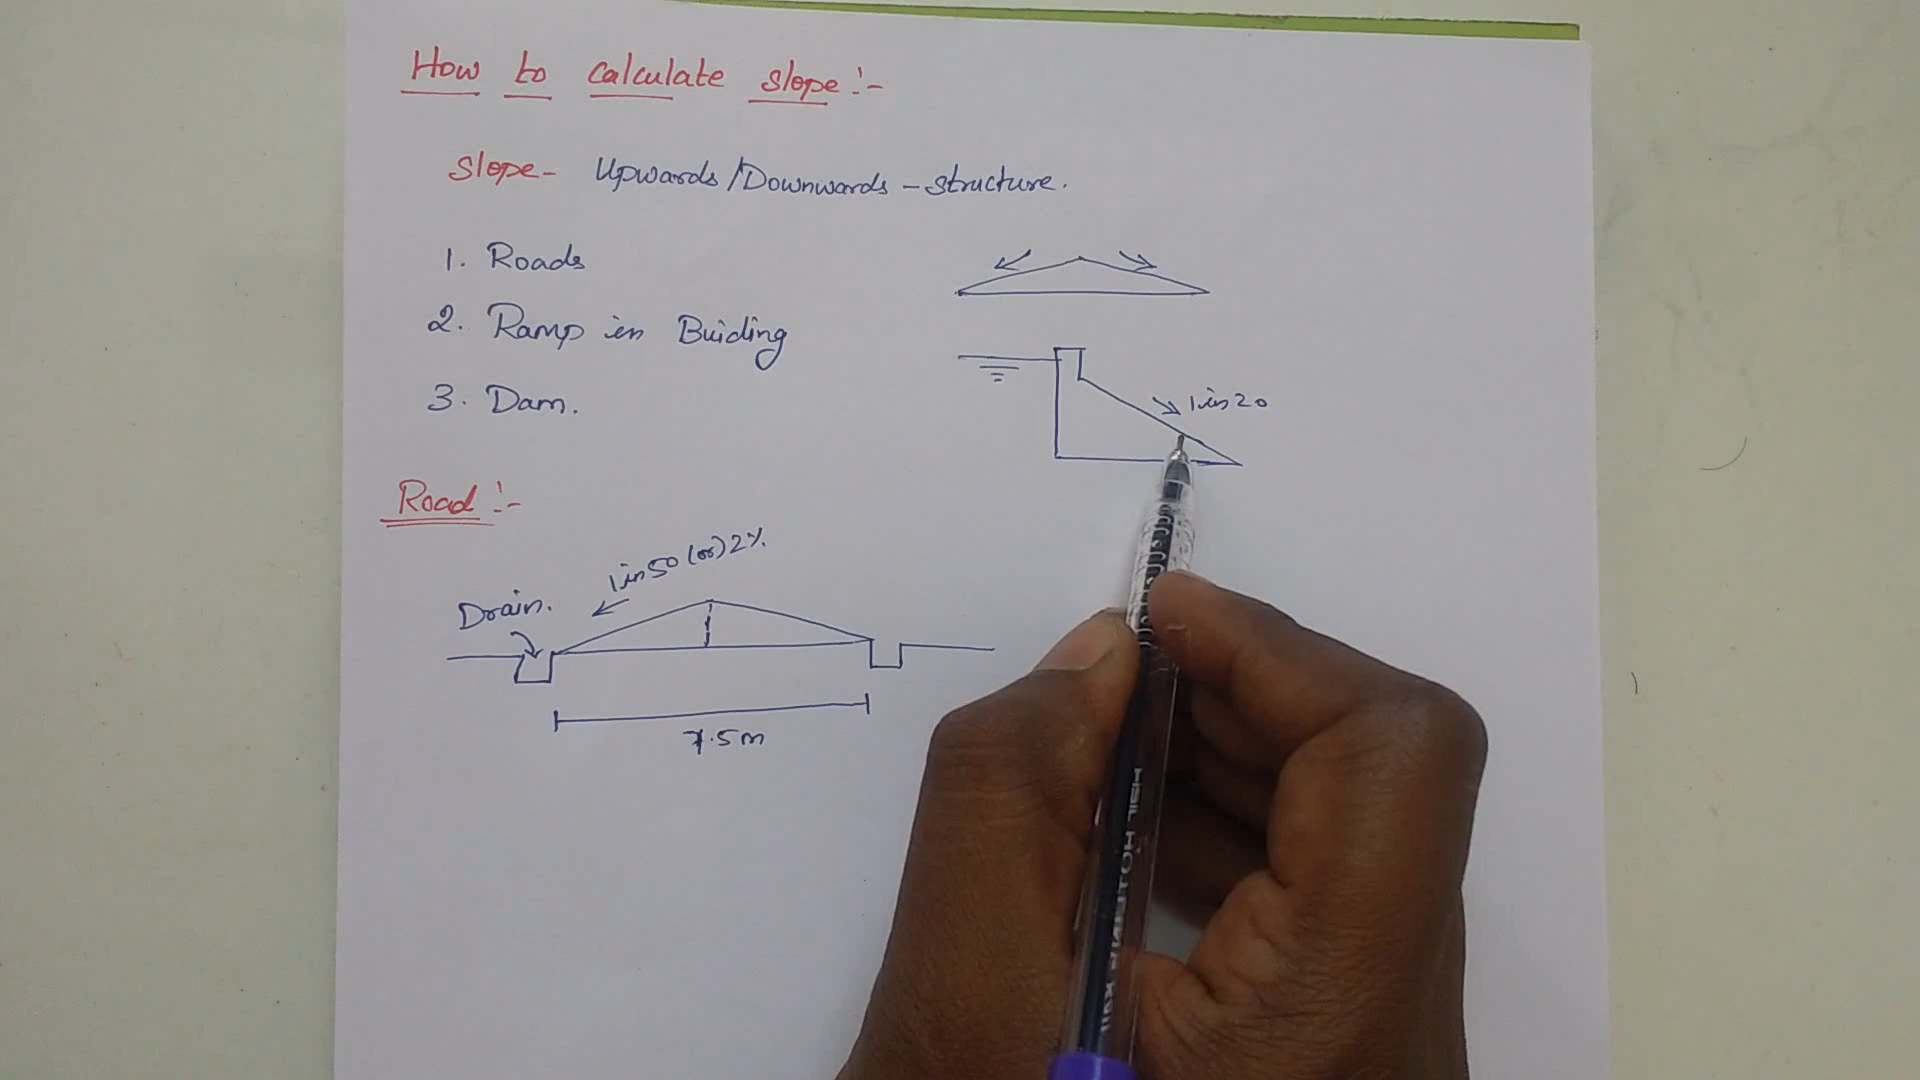 How to calculate slope :-
Slope - Upwards/Downwards - structure.
1. Roads
2. Ramp in Buiding
3. Dam.
1 in 20
Road :-
1 in 50 (or) 2%
Drain.
7.5m